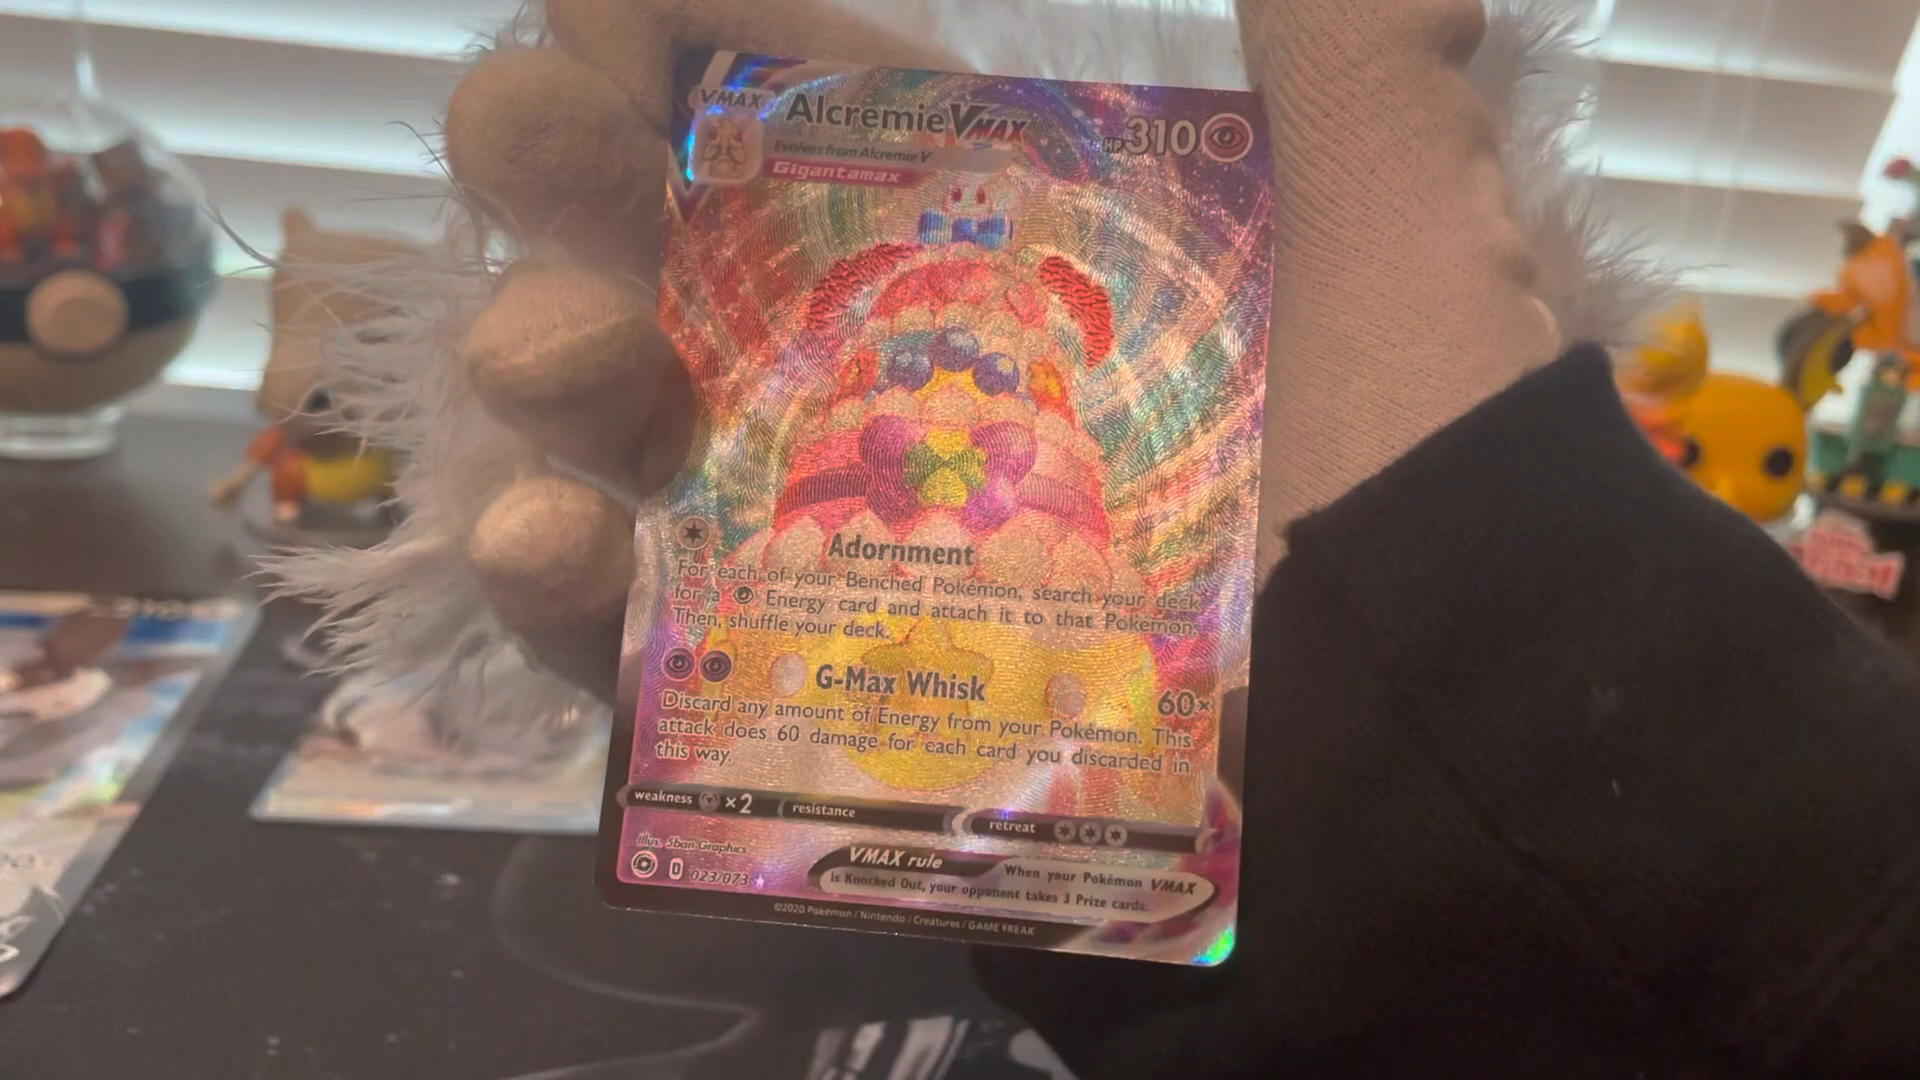 VMAX
Alcremie VMAX HP 310
Evolves from Alcremie V
Gigantamax
Adornment
For each of your Benched Pokémon, search your deck
for a Energy card and attach it to that Pokémon.
Then, shuffle your deck.
G-Max Whisk 60×
Discard any amount of Energy from your Pokémon. This
attack does 60 damage for each card you discarded in
this way.
weakness ×2 resistance retreat
Illus. 5ban Graphics
D 023/073
VMAX rule
When your Pokémon VMAX
is Knocked Out, your opponent takes 3 Prize cards.
©2020 Pokémon / Nintendo / Creatures / GAME FREAK